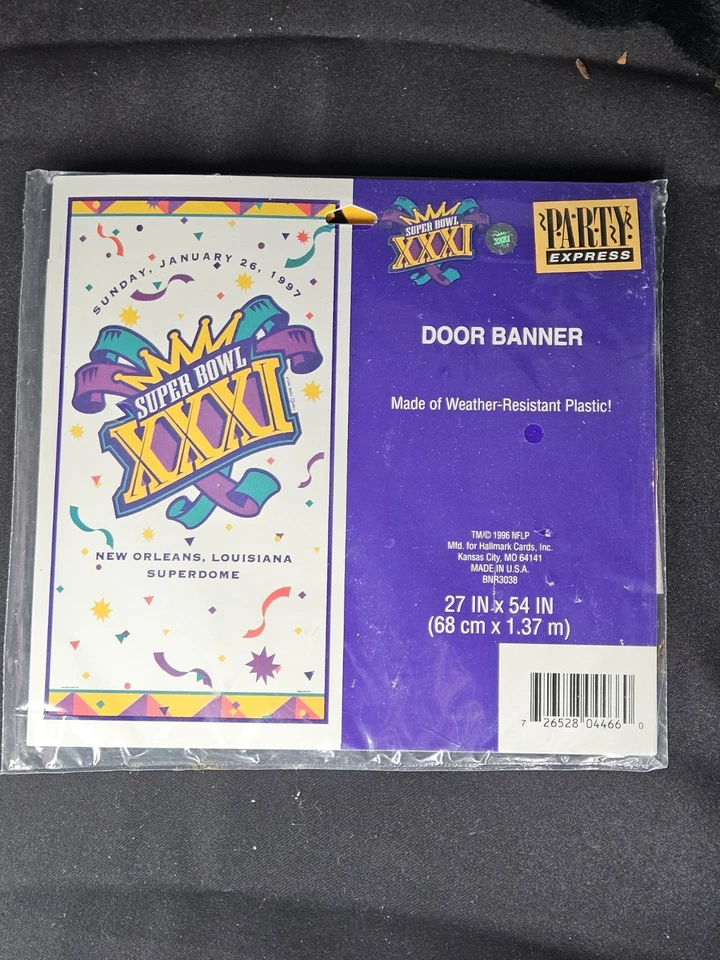 SUNDAY, JANUARY 26, 1997
SUPER BOWL
XXXI
NEW ORLEANS, LOUISIANA
SUPERDOME
SUPER BOWL
XXXI
XXXI
PARTY
EXPRESS
DOOR BANNER
Made of Weather-Resistant Plastic!
TM/© 1996 NFLP
Mfd. for Hallmark Cards, Inc.
Kansas City, MO 64141
MADE IN U.S.A.
BNR3038
27 IN x 54 IN
(68 cm x 1.37 m)
7 26528 04466 0